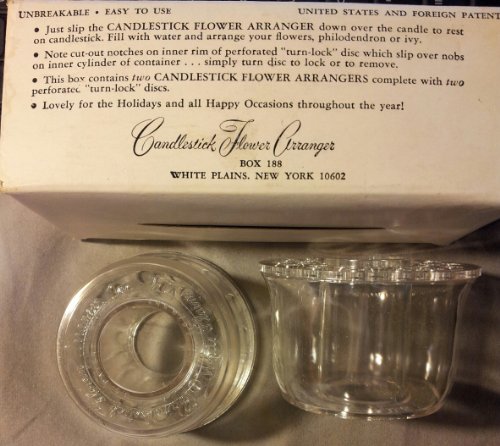 UNBREAKABLE • EASY TO USE UNITED STATES AND FOREIGN PATENT
• Just slip the CANDLESTICK FLOWER ARRANGER down over the candle to rest
on candlestick. Fill with water and arrange your flowers, philodendron or ivy.
• Note cut-out notches on inner rim of perforated "turn-lock" disc which slip over nobs
on inner cylinder of container . . . simply turn disc to lock or to remove.
• This box contains two CANDLESTICK FLOWER ARRANGERS complete with two
perforated "turn-lock" discs.
• Lovely for the Holidays and all Happy Occasions throughout the year!
Candlestick Flower Arranger
BOX 188
WHITE PLAINS, NEW YORK 10602